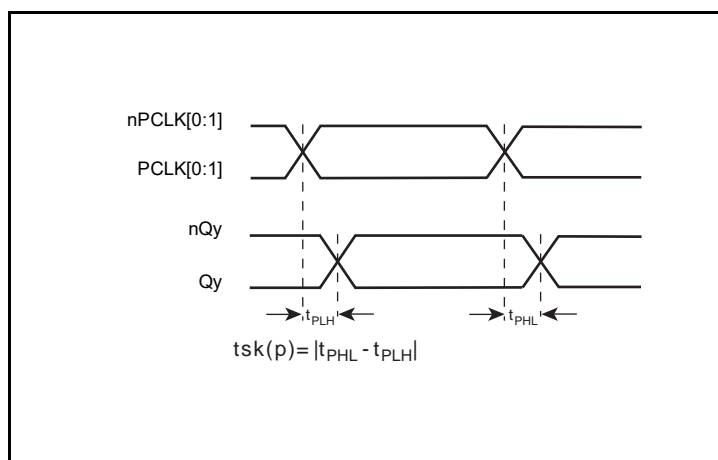 nPCLK[0:1]
PCLK[0:1]
nQy
Qy
tPLH
tPHL
tsk(p)= |tPHL - tPLH|